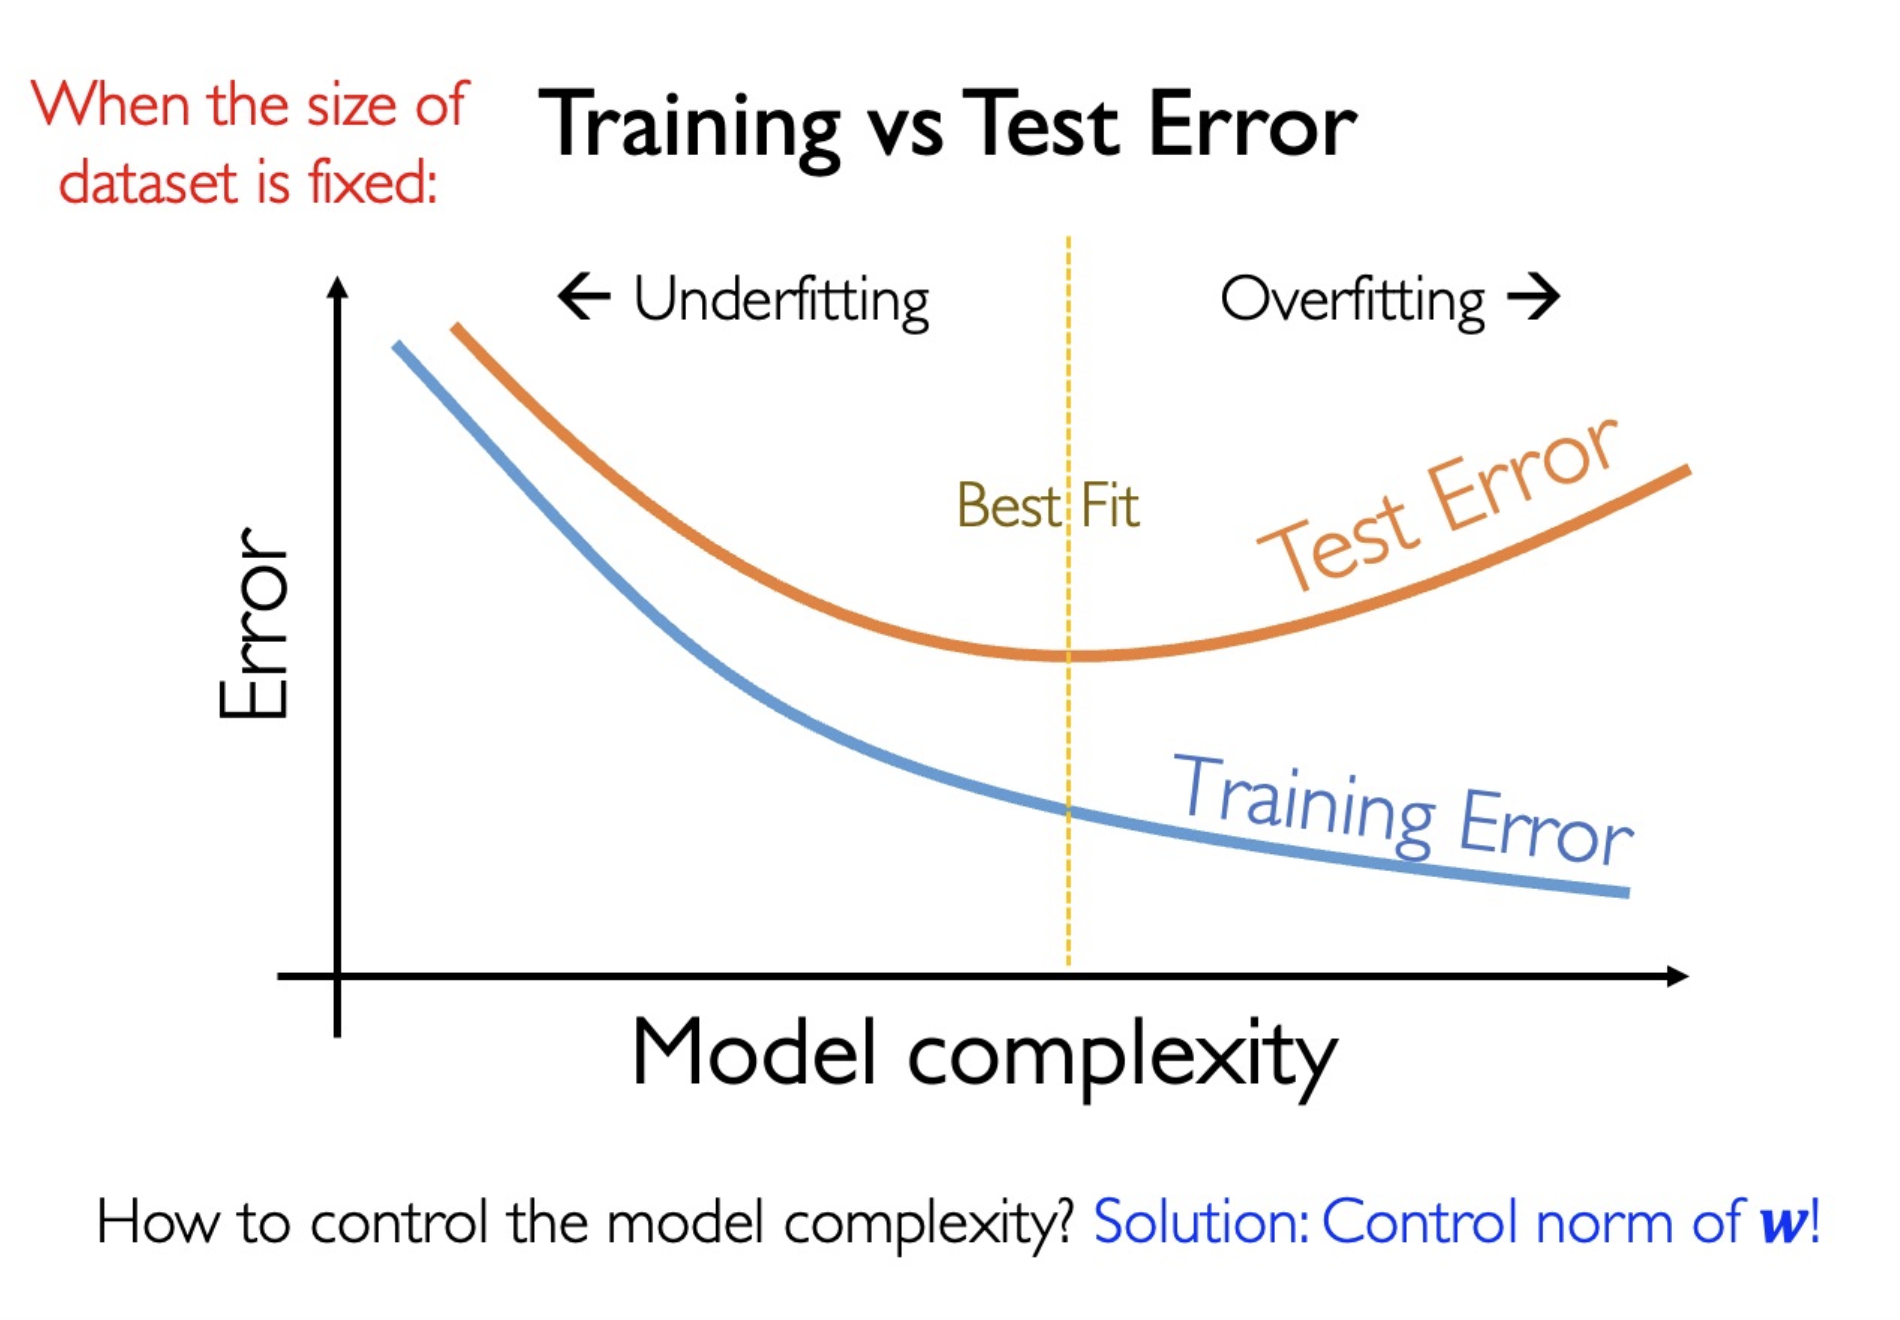 When the size of
dataset is fixed:
Training vs Test Error
← Underfitting
Overfitting →
Best Fit
Test Error
Error
Training Error
Model complexity
How to control the model complexity? Solution: Control norm of w!